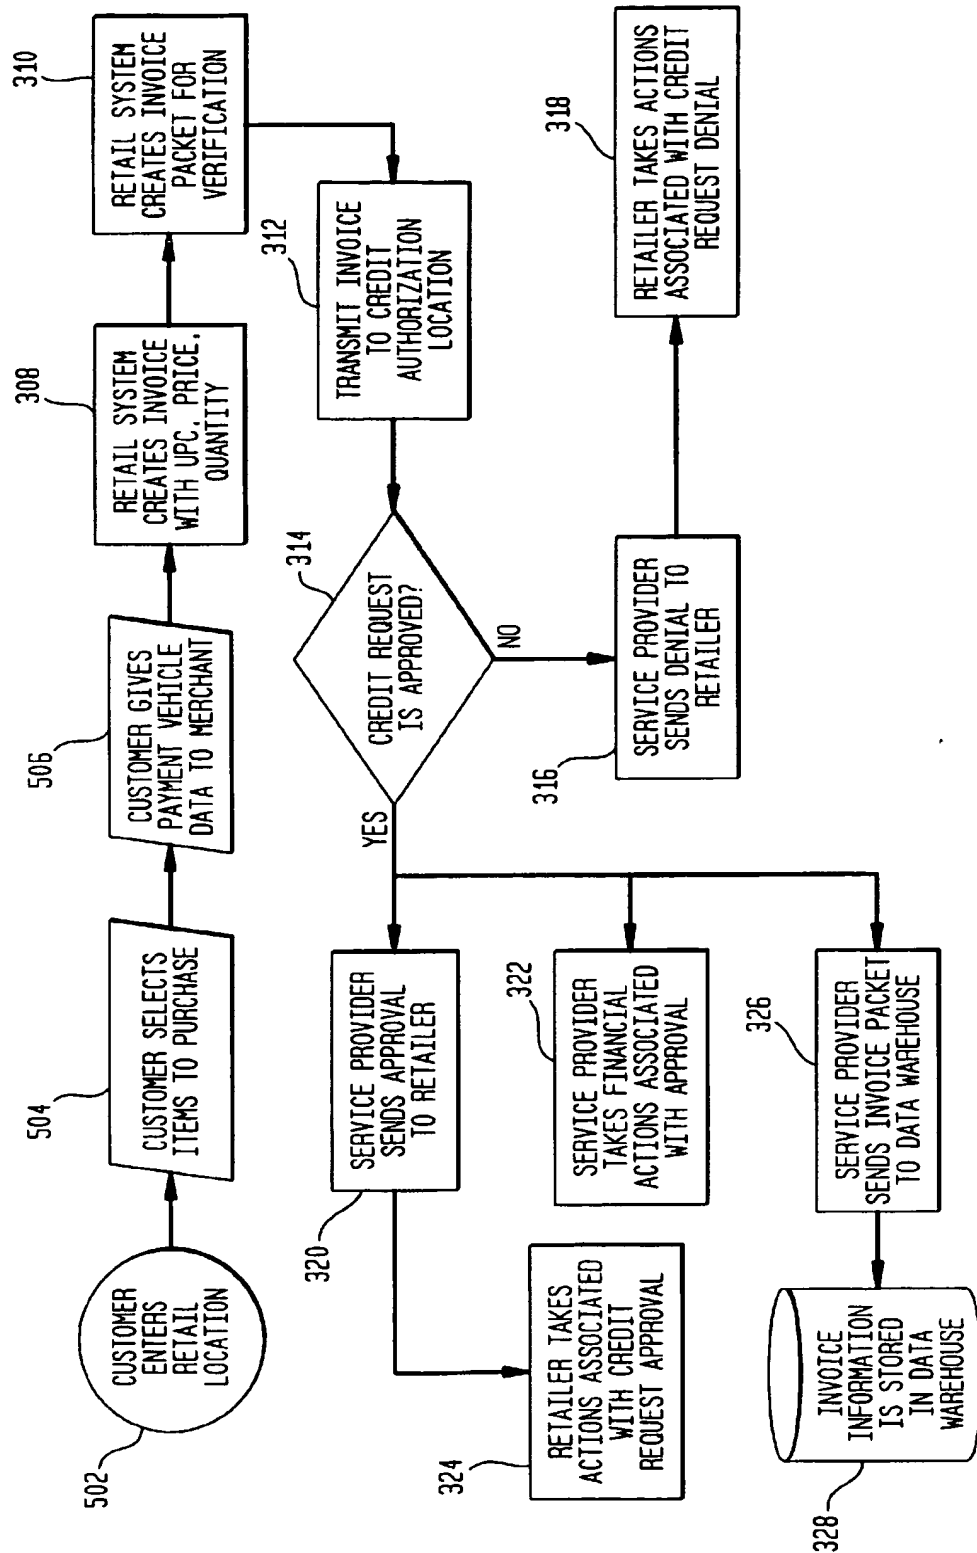 502
CUSTOMER
ENTERS
RETAIL
LOCATION
504
CUSTOMER SELECTS
ITEMS TO PURCHASE
506
CUSTOMER GIVES
PAYMENT VEHICLE
DATA TO MERCHANT
308
RETAIL SYSTEM
CREATES INVOICE
WITH UPC, PRICE,
QUANTITY
310
RETAIL SYSTEM
CREATES INVOICE
PACKET FOR
VERIFICATION
312
TRANSMIT INVOICE
TO CREDIT
AUTHORIZATION
LOCATION
314
CREDIT REQUEST
IS APPROVED?
NO
YES
316
SERVICE PROVIDER
SENDS DENIAL TO
RETAILER
318
RETAILER TAKES ACTIONS
ASSOCIATED WITH CREDIT
REQUEST DENIAL
320
SERVICE PROVIDER
SENDS APPROVAL
TO RETAILER
322
SERVICE PROVIDER
TAKES FINANCIAL
ACTIONS ASSOCIATED
WITH APPROVAL
324
RETAILER TAKES
ACTIONS ASSOCIATED
WITH CREDIT
REQUEST APPROVAL
326
SERVICE PROVIDER
SENDS INVOICE PACKET
TO DATA WAREHOUSE
328
INVOICE
INFORMATION
IS STORED
IN DATA
WAREHOUSE